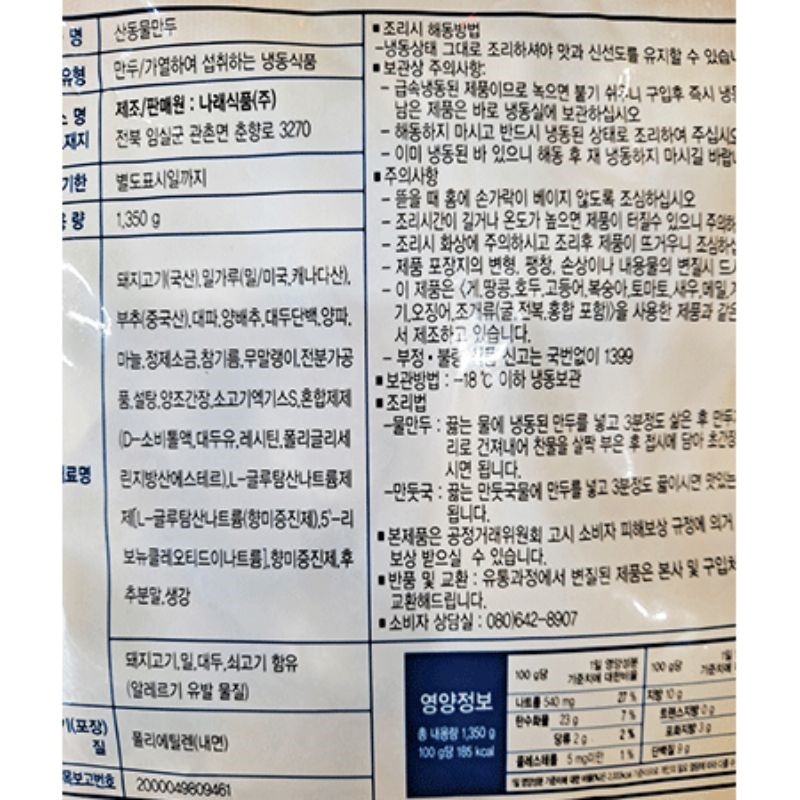 명 산동물만두
유형 만두/가열하여 섭취하는 냉동식품
명 제조/판매원 : 나래식품(주)
재지 전북 임실군 관촌면 춘향로 3270
기한 별도표시일까지
량 1,350 g
돼지고기(국산),밀가루(밀/미국,캐나다산),
부추(중국산),대파,양배추,대두단백,양파,
마늘,정제소금,참기름,무말랭이,전분가공
품,설탕,양조간장,소고기엑기스S,혼합제제
(D-소비톨액,대두유,레시틴,폴리글리세
료명 린지방산에스테르),L-글루탐산나트륨제
제[L-글루탐산나트륨(향미증진제),5'-리
보뉴클레오티드이나트륨],향미증진제,후
추분말,생강
돼지고기,밀,대두,쇠고기 함유
(알레르기 유발 물질)
(포장)
질 폴리에틸렌(내면)
목보고번호 2000049809461
■조리시 해동방법
-냉동상태 그대로 조리하셔야 맛과 신선도를 유지할 수 있습
■보관상 주의사항:
- 급속냉동된 제품이므로 녹으면 붙기 구입후 즉시
남은 제품은 바로 냉동실에 보관하십시오
- 해동하지 마시고 반드시 냉동된 상태로 조리하여 주십시오
- 이미 냉동된 바 있으니 해동 후 재 냉동하지 마시길
■주의사항
- 뜯을 때 홈에 손가락이 베이지 않도록 조심하십시오
- 조리시간이 길거나 온도가 높으면 제품이 터질수 있으니
- 조리시 화상에 주의하시고 조리후 제품이 뜨거우니
- 제품 포장지의 변형, 팽창, 손상이나 내용물의 변질시
- 이 제품은 <게,땅콩,호두,고등어,복숭아,토마토,새우,메밀,
기,오징어,조개류(굴,전복,홍합 포함)>을 사용한 제품과 같은
서 제조하고 있습니다.
- 부정·불량 신고는 국번없이 1399
■보관방법 : -18℃ 이하 냉동보관
■조리법
-물만두 : 끓는 물에 냉동된 만두를 넣고 3분정도 삶은 후
리로 건져내어 찬물을 살짝 부은 후 접시에 담아
시면 됩니다.
-만둣국 : 끓는 만둣국물에 만두를 넣고 3분정도 끓이시면
됩니다.
■본제품은 공정거래위원회 고시 소비자 피해보상 규정에 의거
보상 받으실 수 있습니다.
■반품 및 교환 : 유통과정에서 변질된 제품은 본사 및
교환해드립니다.
■소비자 상담실 : 080)642-8907
영양정보
총 내용량 1,350 g
100 g당 185 kcal
100 g당 1일 영양성분 기준치에 대한비율 100 g당
나트륨 540 mg 27 % 지방 10 g
탄수화물 23 g 7 % 트랜스지방 0 g
당류 2 g 2 % 포화지방 3 g
콜레스테롤 5 mg미만 1 % 단백질 9 g